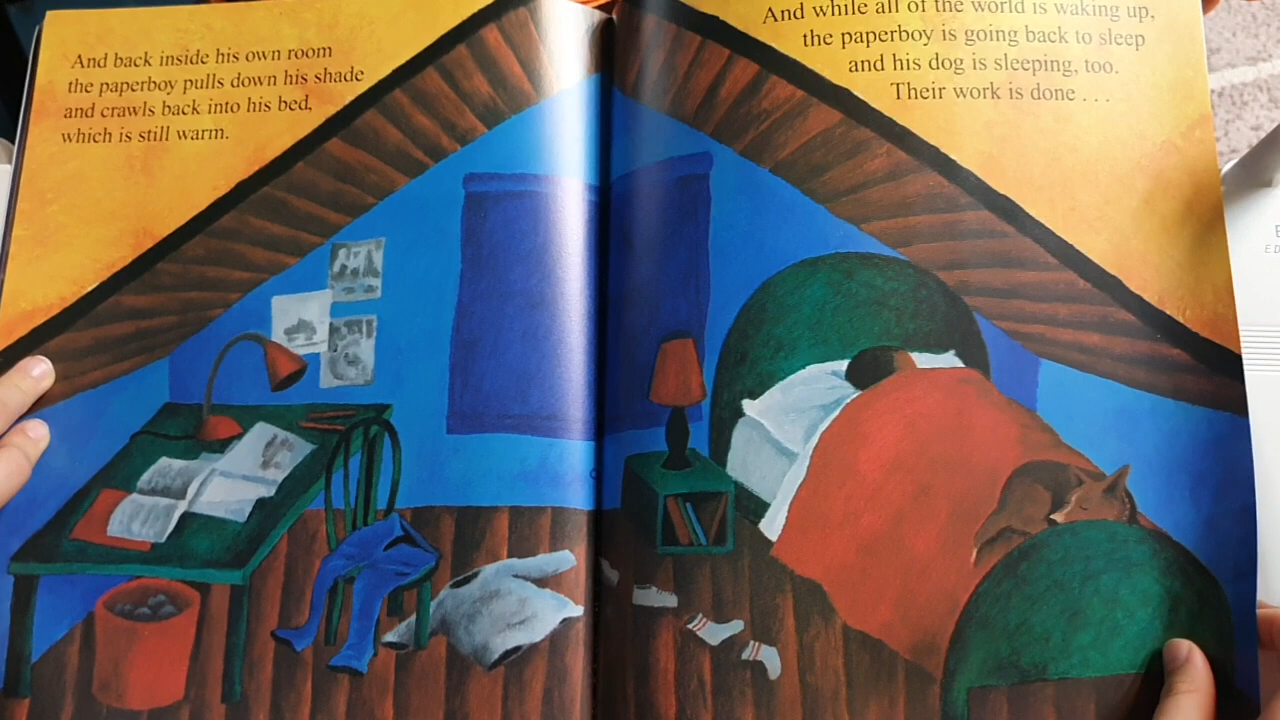 And back inside his own room
the paperboy pulls down his shade
and crawls back into his bed,
which is still warm.
And while all of the world is waking up,
the paperboy is going back to sleep
and his dog is sleeping, too.
Their work is done . . .